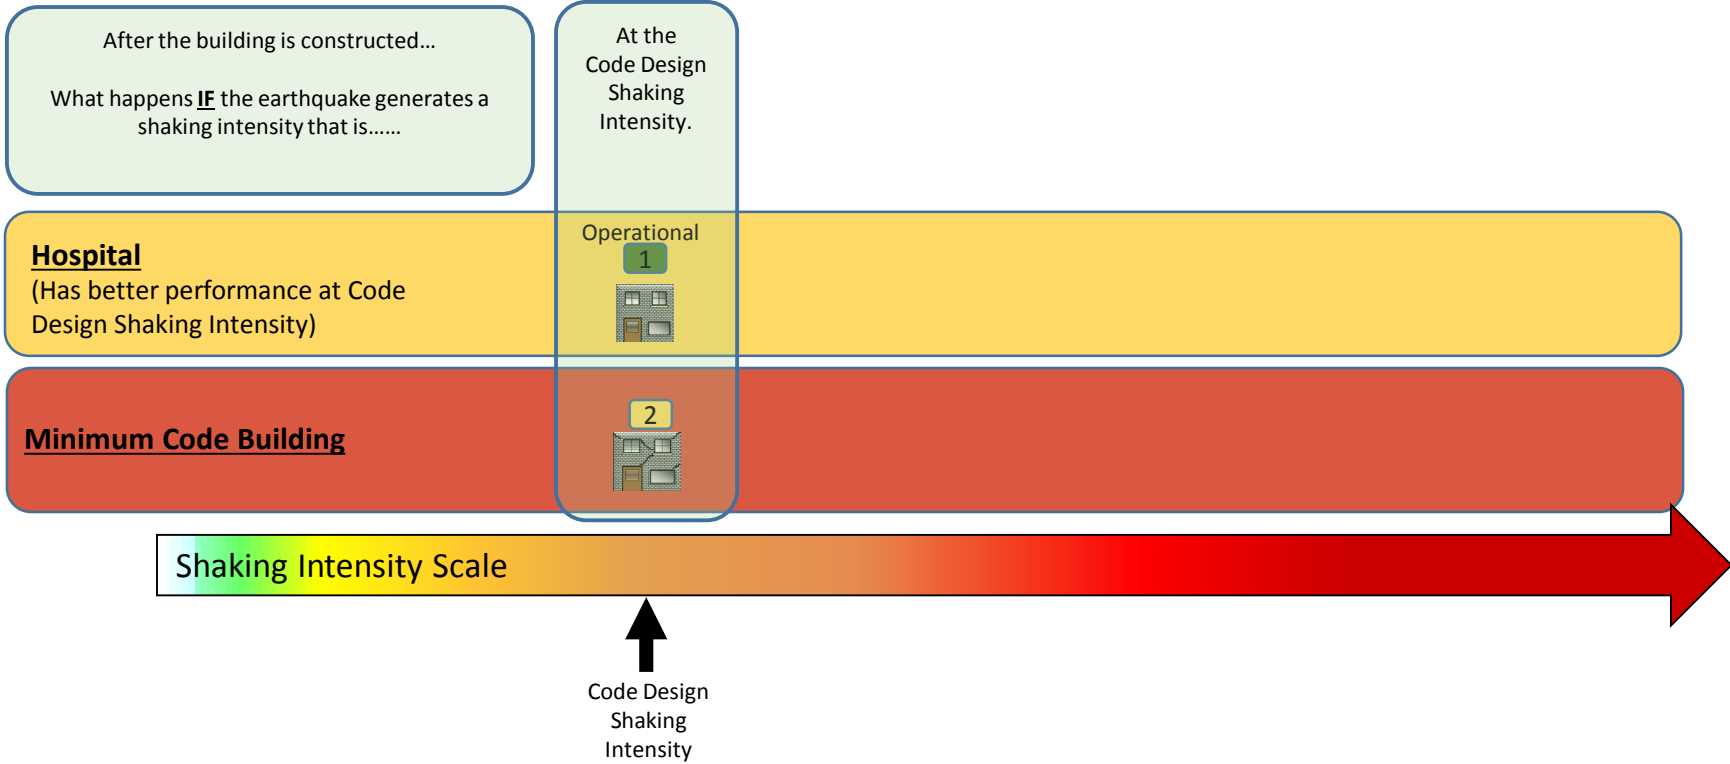 After the building is constructed…
What happens IF the earthquake generates a
shaking intensity that is……
At the
Code Design
Shaking
Intensity.
Hospital
(Has better performance at Code
Design Shaking Intensity)
Operational
1
Minimum Code Building
2
Shaking Intensity Scale
Code Design
Shaking
Intensity